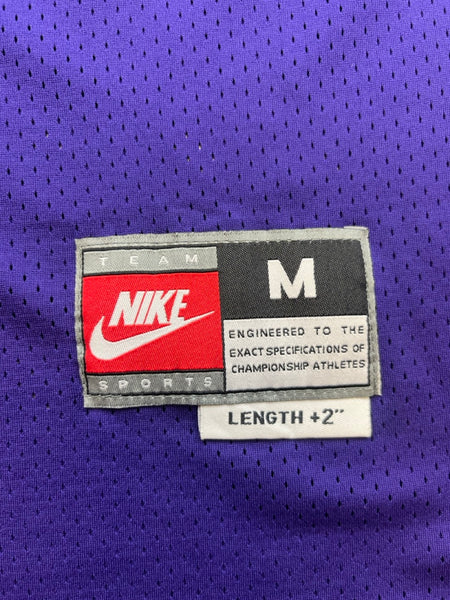 TEAM
NIKE
SPORTS
M
ENGINEERED TO THE
EXACT SPECIFICATIONS OF
CHAMPIONSHIP ATHLETES
LENGTH +2"